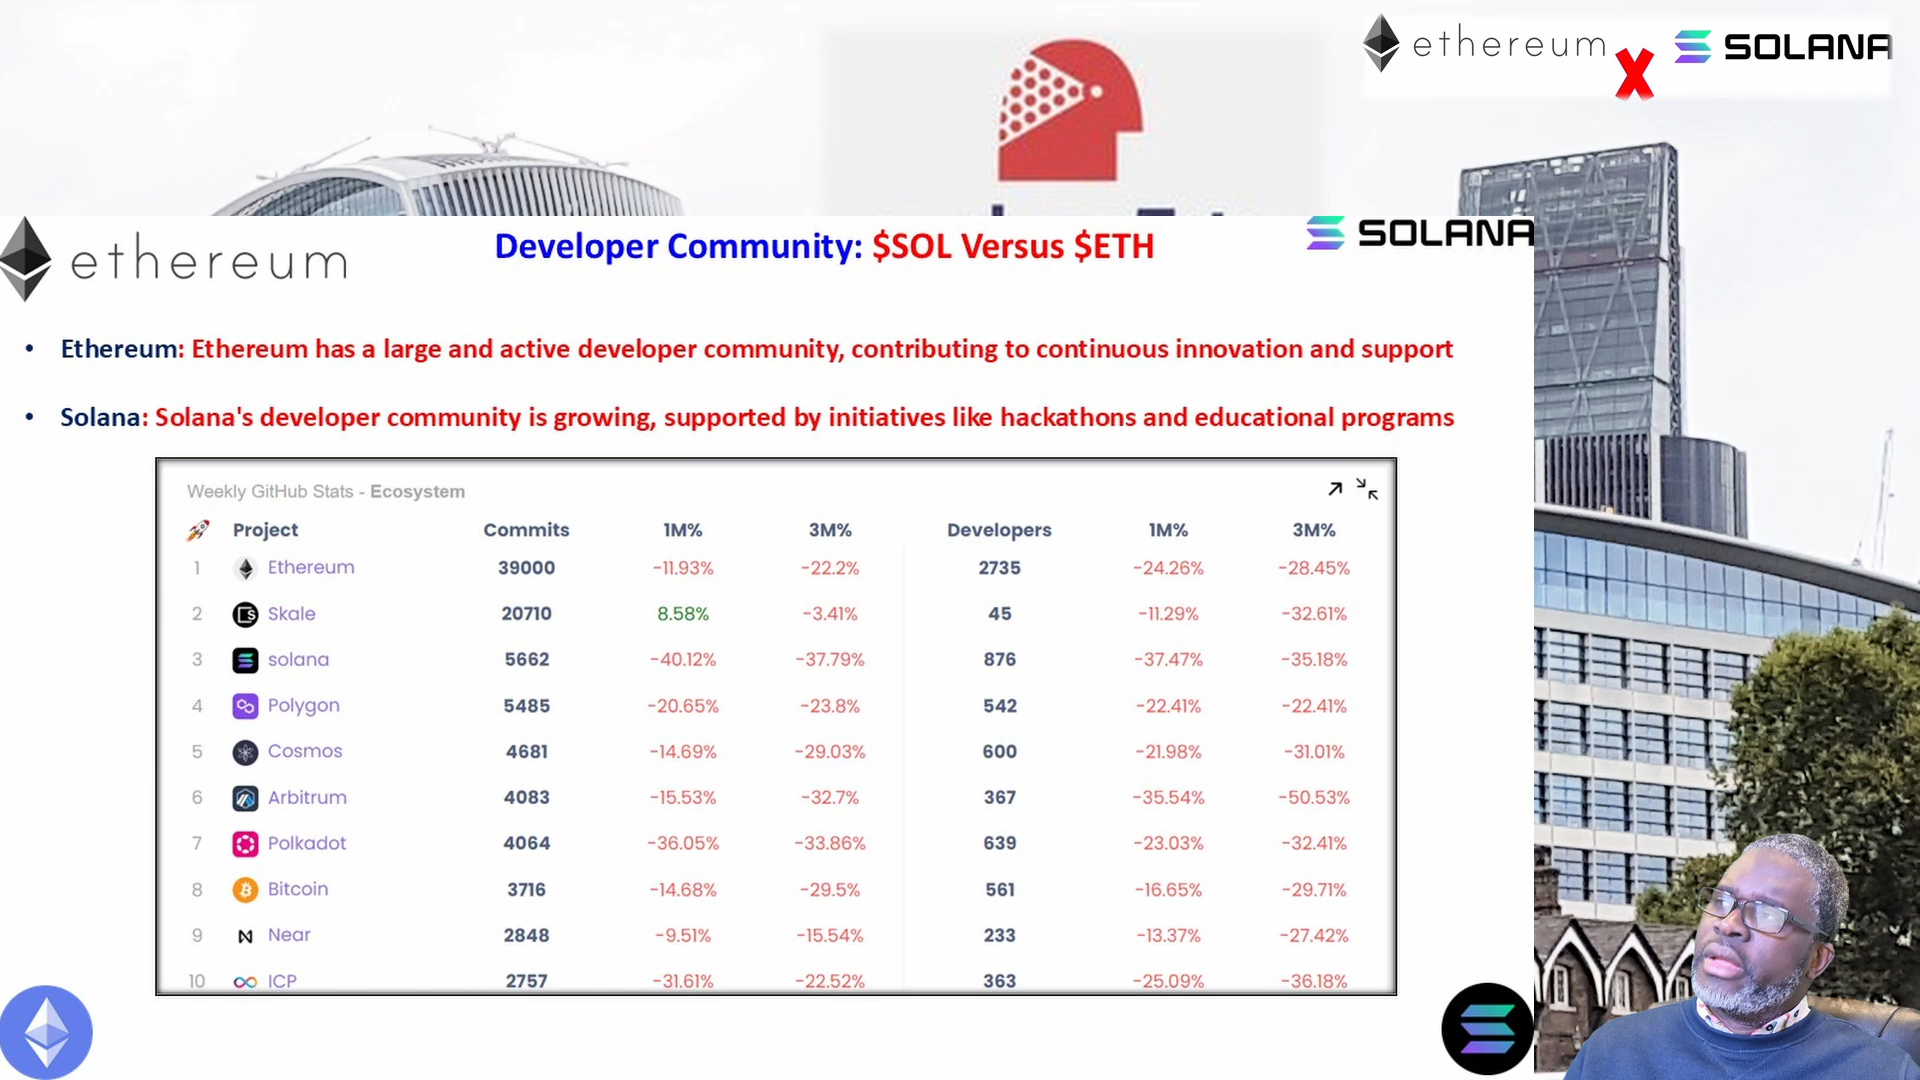 ethereum X SOLANA
ethereum
Developer Community: $SOL Versus $ETH
SOLANA
• Ethereum: Ethereum has a large and active developer community, contributing to continuous innovation and support
• Solana: Solana's developer community is growing, supported by initiatives like hackathons and educational programs
Weekly GitHub Stats - Ecosystem
Project Commits 1M% 3M% Developers 1M% 3M%
1 Ethereum 39000 -11.93% -22.2% 2735 -24.26% -28.45%
2 Skale 20710 8.58% -3.41% 45 -11.29% -32.61%
3 solana 5662 -40.12% -37.79% 876 -37.47% -35.18%
4 Polygon 5485 -20.65% -23.8% 542 -22.41% -22.41%
5 Cosmos 4681 -14.69% -29.03% 600 -21.98% -31.01%
6 Arbitrum 4083 -15.53% -32.7% 367 -35.54% -50.53%
7 Polkadot 4064 -36.05% -33.86% 639 -23.03% -32.41%
8 Bitcoin 3716 -14.68% -29.5% 561 -16.65% -29.71%
9 Near 2848 -9.51% -15.54% 233 -13.37% -27.42%
10 ICP 2757 -31.61% -22.52% 363 -25.09% -36.18%